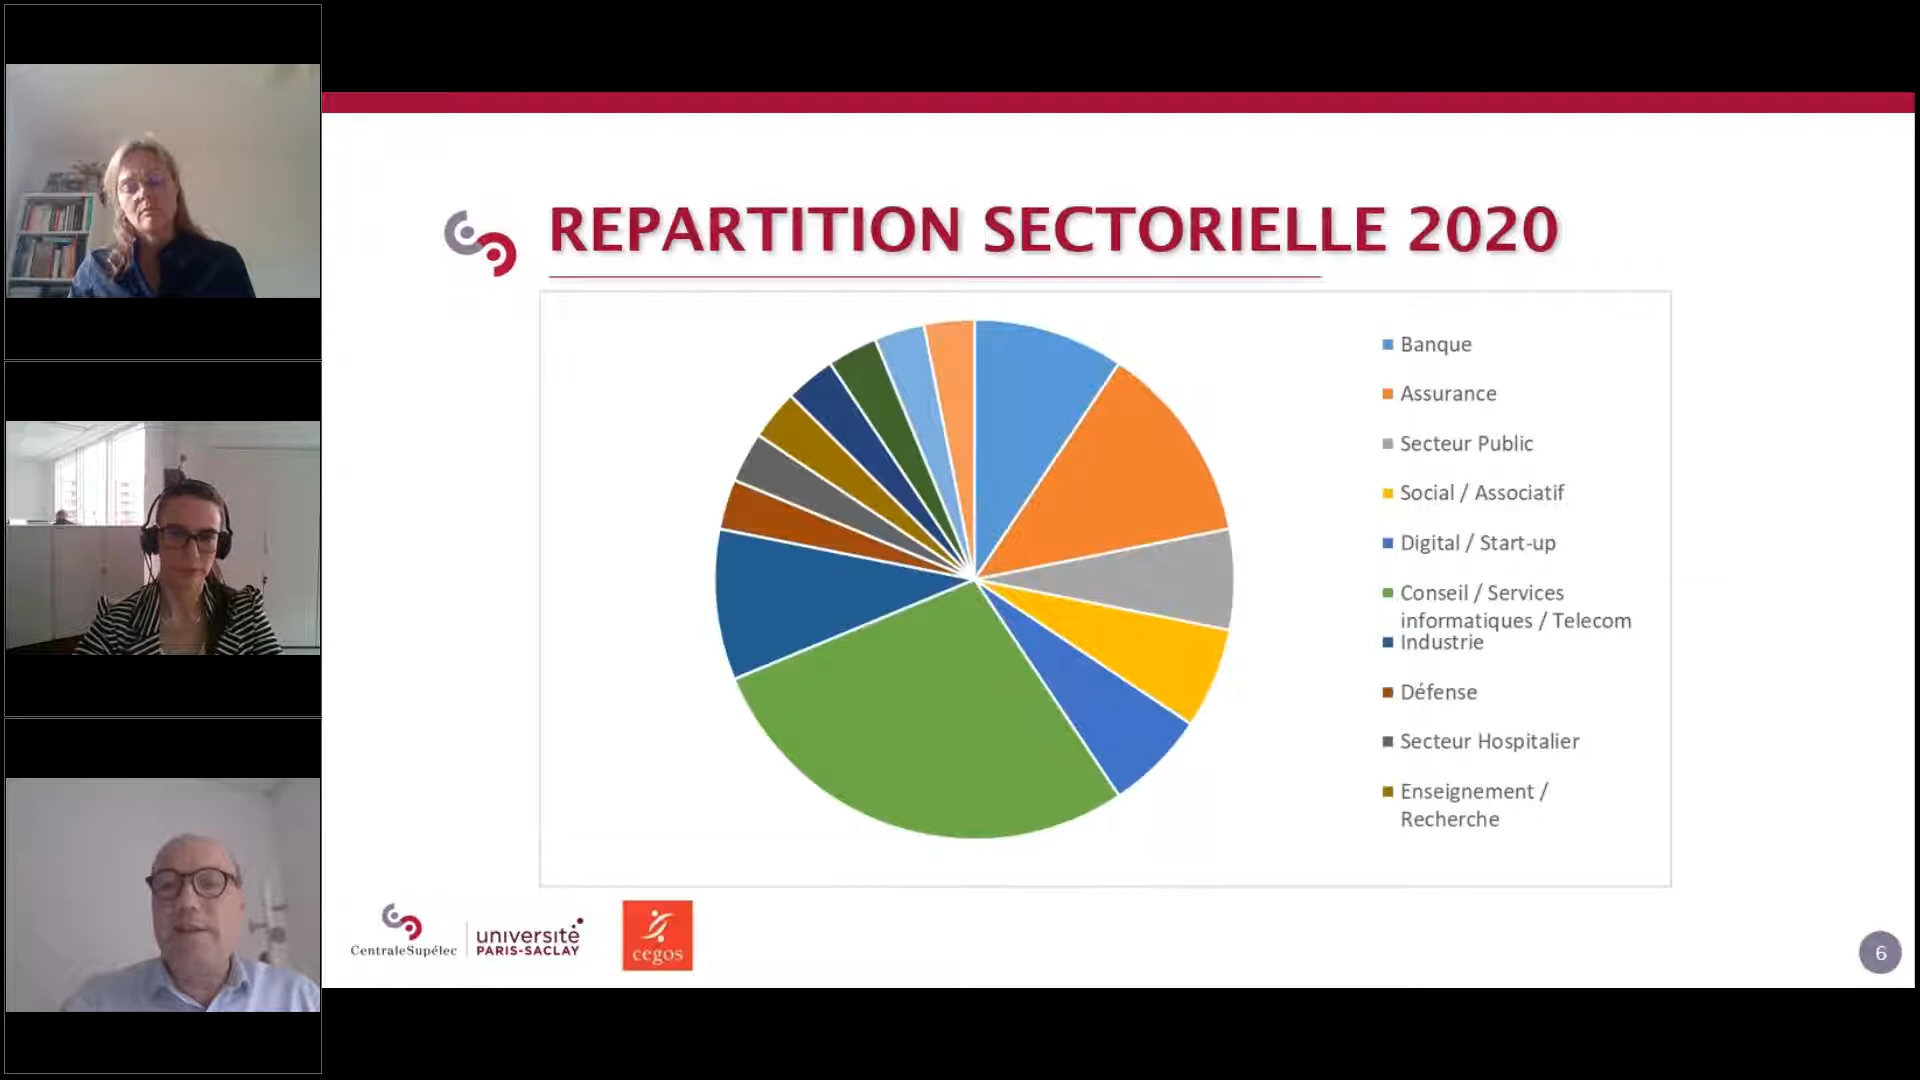 REPARTITION SECTORIELLE 2020
Banque
Assurance
Secteur Public
Social / Associatif
Digital / Start-up
Conseil / Services
informatiques / Telecom
Industrie
Défense
Secteur Hospitalier
Enseignement /
Recherche
CentraleSupélec
université
PARIS-SACLAY
cegos
6